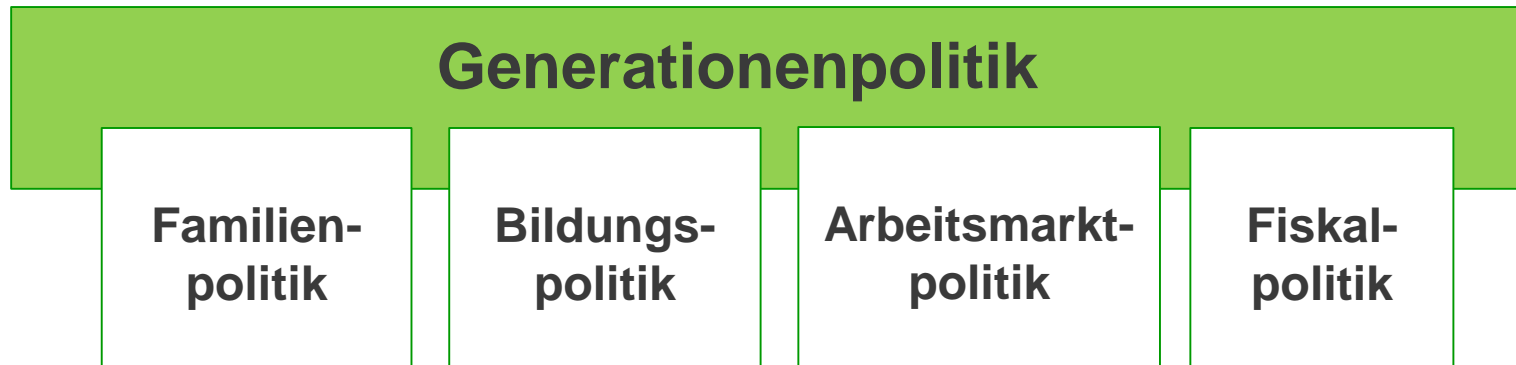 Generationenpolitik
Familien-
politik
Bildungs-
politik
Arbeitsmarkt-
politik
Fiskal-
politik